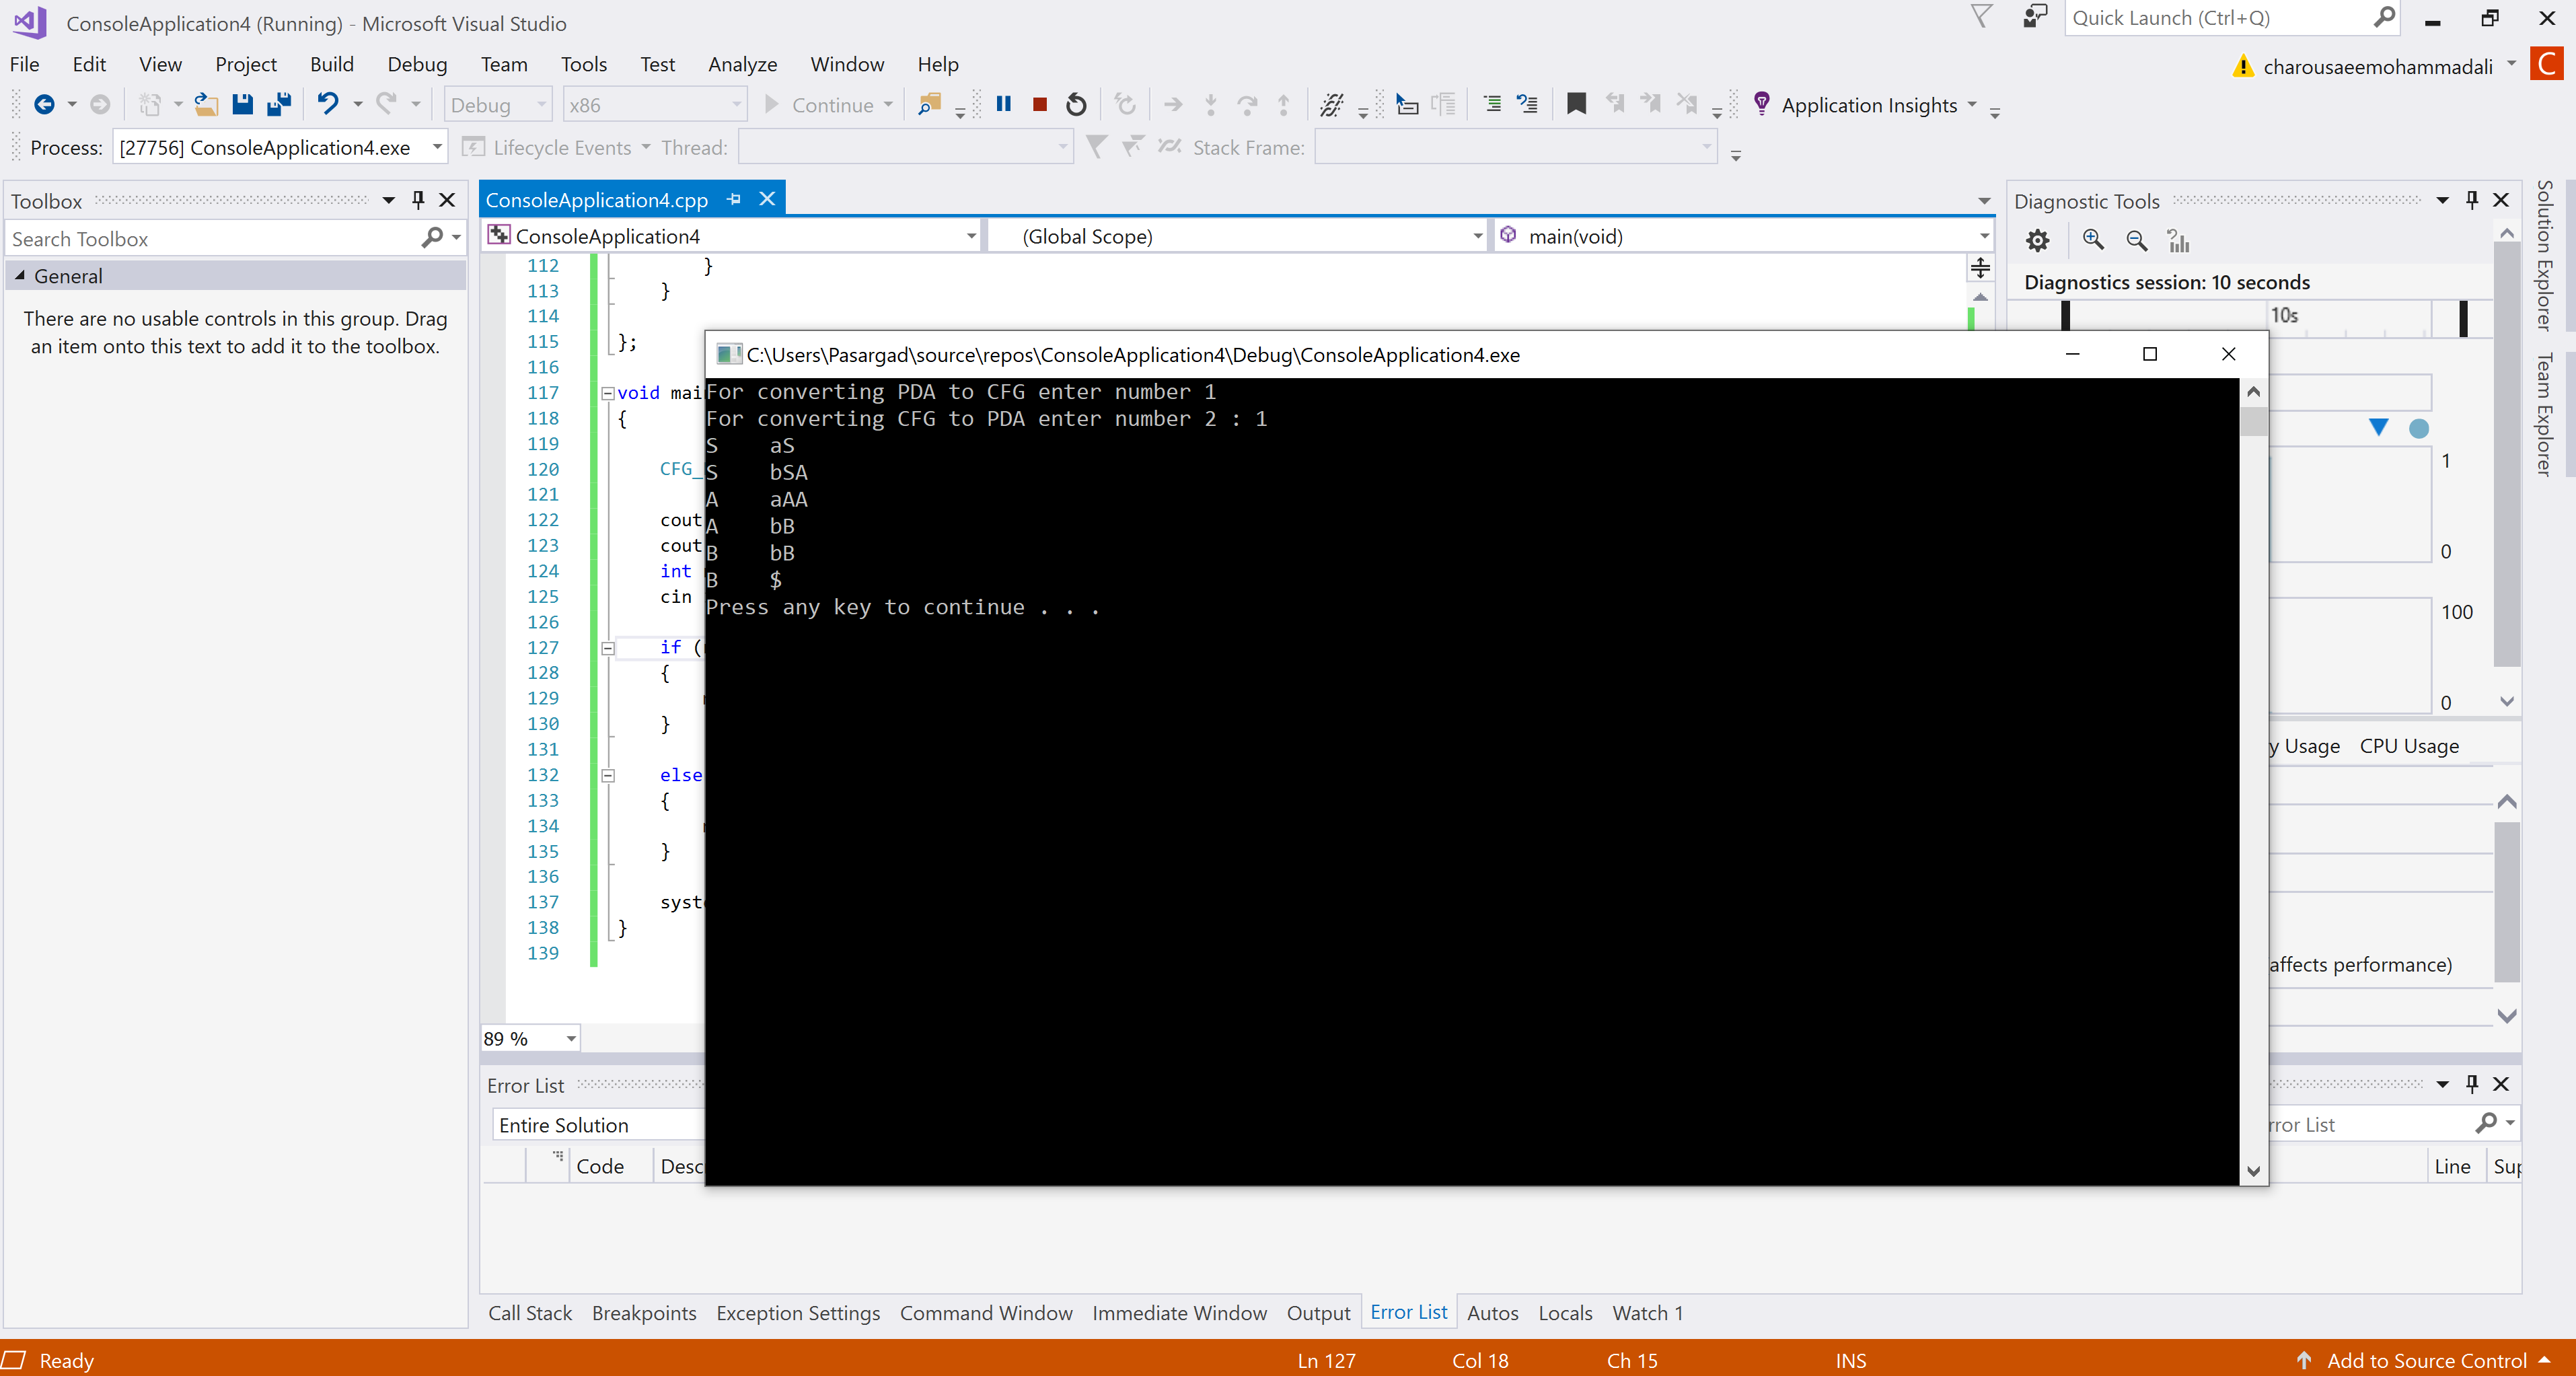 ConsoleApplication4 (Running) - Microsoft Visual Studio
Quick Launch (Ctrl+Q)
File Edit View Project Build Debug Team Tools Test Analyze Window Help
charousaeemohammadali C
Debug x86 Continue Application Insights
Process: [27756] ConsoleApplication4.exe Lifecycle Events Thread: Stack Frame:
Toolbox
Search Toolbox
General
There are no usable controls in this group. Drag
an item onto this text to add it to the toolbox.
ConsoleApplication4.cpp
ConsoleApplication4 (Global Scope) main(void)
112 }
113 }
114
115 };
116
117 void mai
118 {
119
120 CFG_
121
122 cout
123 cout
124 int
125 cin
126
127 if (
128 {
129
130 }
131
132 else
133 {
134
135 }
136
137 syst
138 }
139
89 %
C:\Users\Pasargad\source\repos\ConsoleApplication4\Debug\ConsoleApplication4.exe
For converting PDA to CFG enter number 1
For converting CFG to PDA enter number 2 : 1
S aS
S bSA
A aAA
A bB
B bB
B $
Press any key to continue . . .
Diagnostic Tools
Diagnostics session: 10 seconds
10s
1
0
100
0
y Usage CPU Usage
affects performance)
Solution Explorer
Team Explorer
Error List
Entire Solution
rror List
Code Desc Line Sup
Call Stack Breakpoints Exception Settings Command Window Immediate Window Output Error List Autos Locals Watch 1
Ready Ln 127 Col 18 Ch 15 INS Add to Source Control